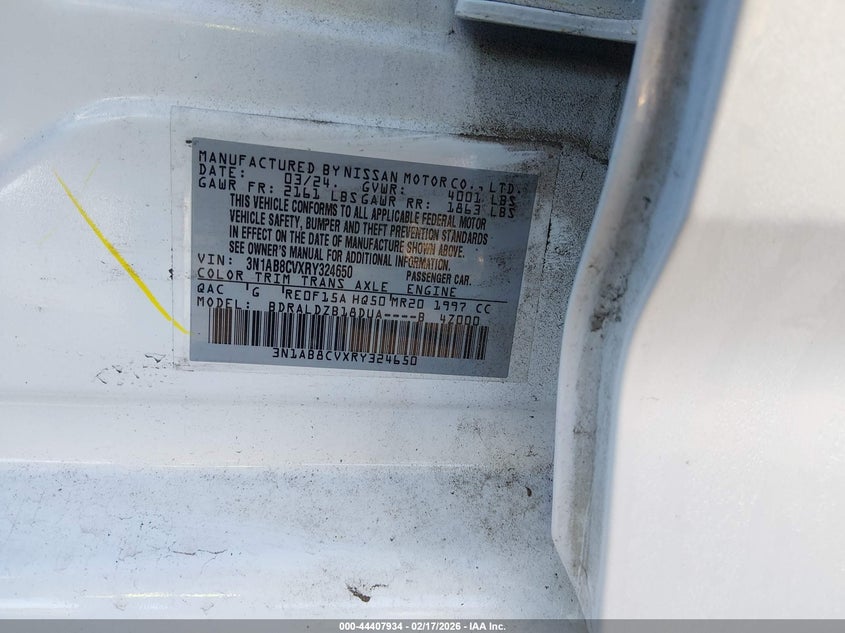 MANUFACTURED BY NISSAN MOTOR CO., LTD.
DATE: 03/24. GVWR: 4001 LBS
GAWR FR: 2161 LBS GAWR RR: 1863 LBS
THIS VEHICLE CONFORMS TO ALL APPLICABLE FEDERAL MOTOR
VEHICLE SAFETY, BUMPER AND THEFT PREVENTION STANDARDS
IN EFFECT ON THE DATE OF MANUFACTURE SHOWN ABOVE.
SEE OWNER'S MANUAL FOR ADDITIONAL INFORMATION.
VIN: 3N1AB8CVXRY324650 PASSENGER CAR.
COLOR TRIM TRANS AXLE ENGINE
QAC G RE0F15A HQ50 MR20 1997 CC
MODEL: BDRALDZB18DUA----B 47000
3N1AB8CVXRY324650
000-44407934 - 02/17/2026 - IAA Inc.